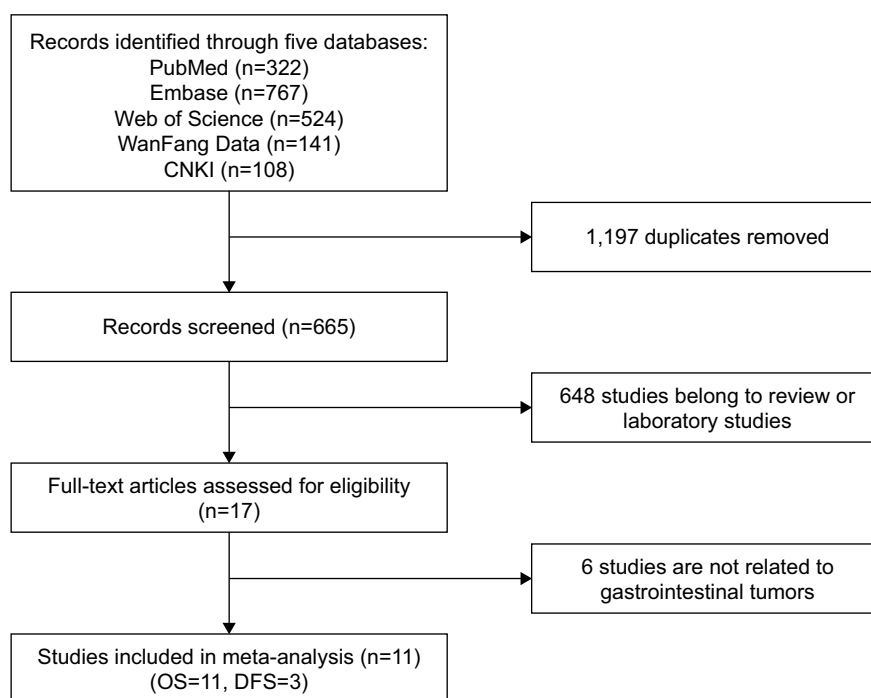 Records identified through five databases:
PubMed (n=322)
Embase (n=767)
Web of Science (n=524)
WanFang Data (n=141)
CNKI (n=108)
1,197 duplicates removed
Records screened (n=665)
648 studies belong to review or
laboratory studies
Full-text articles assessed for eligibility
(n=17)
6 studies are not related to
gastrointestinal tumors
Studies included in meta-analysis (n=11)
(OS=11, DFS=3)